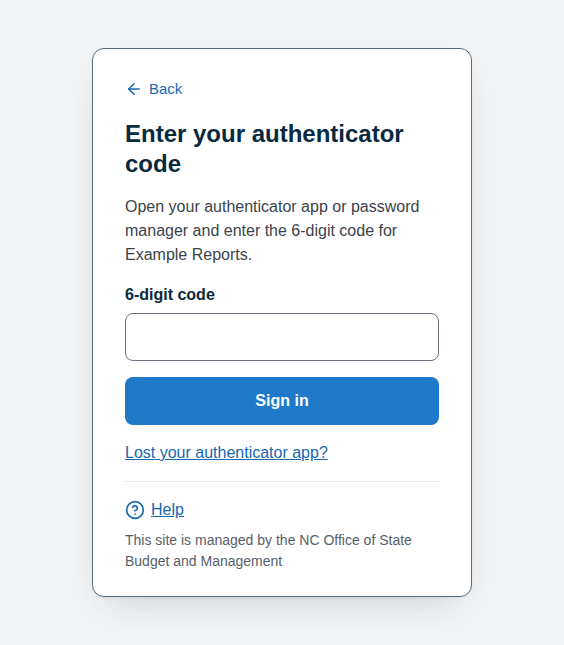 Back
Enter your authenticator
code
Open your authenticator app or password
manager and enter the 6-digit code for
Example Reports.
6-digit code
Sign in
Lost your authenticator app?
Help
This site is managed by the NC Office of State
Budget and Management